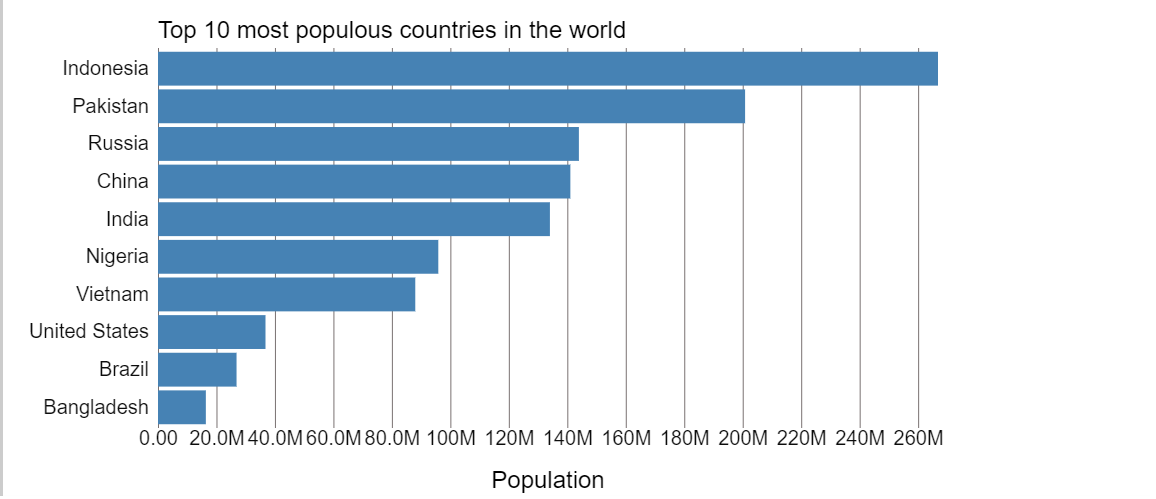 Top 10 most populous countries in the world
Indonesia
Pakistan
Russia
China
India
Nigeria
Vietnam
United States
Brazil
Bangladesh
0.00 20.0M 40.0M 60.0M 80.0M 100M 120M 140M 160M 180M 200M 220M 240M 260M
Population